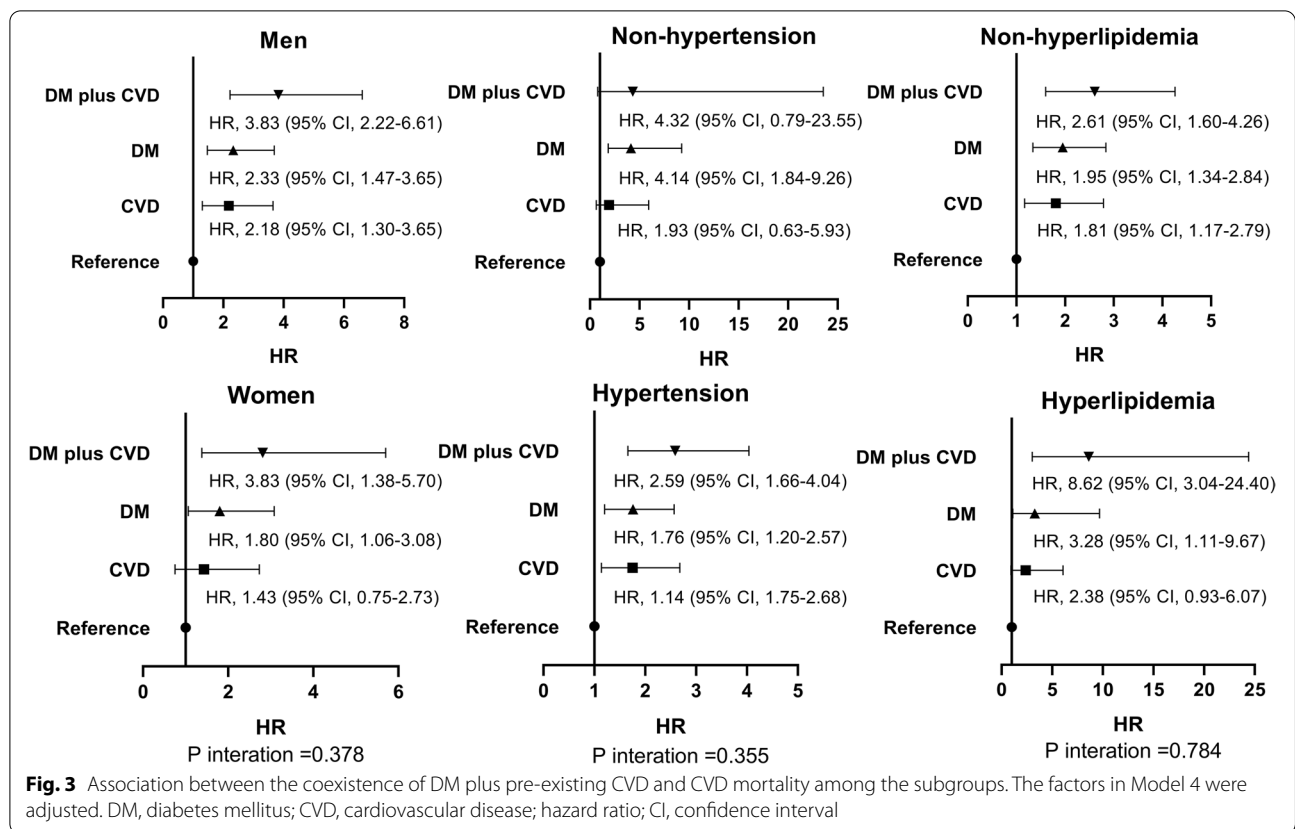 Men
DM plus CVD
HR, 3.83 (95% CI, 2.22-6.61)
DM
HR, 2.33 (95% CI, 1.47-3.65)
CVD
HR, 2.18 (95% CI, 1.30-3.65)
Reference
0 2 4 6 8
HR
Non-hypertension
DM plus CVD
HR, 4.32 (95% CI, 0.79-23.55)
DM
HR, 4.14 (95% CI, 1.84-9.26)
CVD
HR, 1.93 (95% CI, 0.63-5.93)
Reference
0 5 10 15 20 25
HR
Non-hyperlipidemia
DM plus CVD
HR, 2.61 (95% CI, 1.60-4.26)
DM
HR, 1.95 (95% CI, 1.34-2.84)
CVD
HR, 1.81 (95% CI, 1.17-2.79)
Reference
0 1 2 3 4 5
HR
Women
DM plus CVD
HR, 3.83 (95% CI, 1.38-5.70)
DM
HR, 1.80 (95% CI, 1.06-3.08)
CVD
HR, 1.43 (95% CI, 0.75-2.73)
Reference
0 2 4 6
HR
P interation =0.378
Hypertension
DM plus CVD
HR, 2.59 (95% CI, 1.66-4.04)
DM
HR, 1.76 (95% CI, 1.20-2.57)
CVD
HR, 1.14 (95% CI, 1.75-2.68)
Reference
0 1 2 3 4 5
HR
P interation =0.355
Hyperlipidemia
DM plus CVD
HR, 8.62 (95% CI, 3.04-24.40)
DM
HR, 3.28 (95% CI, 1.11-9.67)
CVD
HR, 2.38 (95% CI, 0.93-6.07)
Reference
0 5 10 15 20 25
HR
P interation =0.784
Fig. 3 Association between the coexistence of DM plus pre-existing CVD and CVD mortality among the subgroups. The factors in Model 4 were
adjusted. DM, diabetes mellitus; CVD, cardiovascular disease; hazard ratio; CI, confidence interval